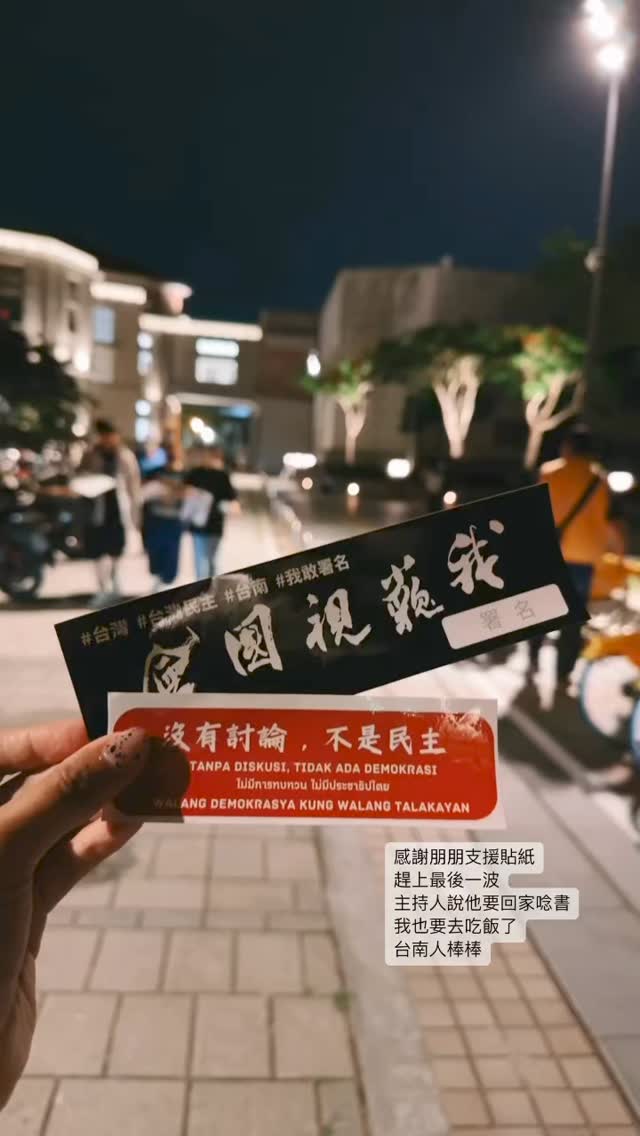 #台灣 #台灣民主 #台南 #我敢署名
我藐視國
署名
沒有討論，不是民主
TANPA DISKUSI, TIDAK ADA DEMOKRASI
ไม่มีการทบทวน ไม่มีประชาธิปไตย
WALANG DEMOKRASYA KUNG WALANG TALAKAYAN
感謝朋朋支援貼紙
趕上最後一波
主持人說他要回家唸書
我也要去吃飯了
台南人棒棒